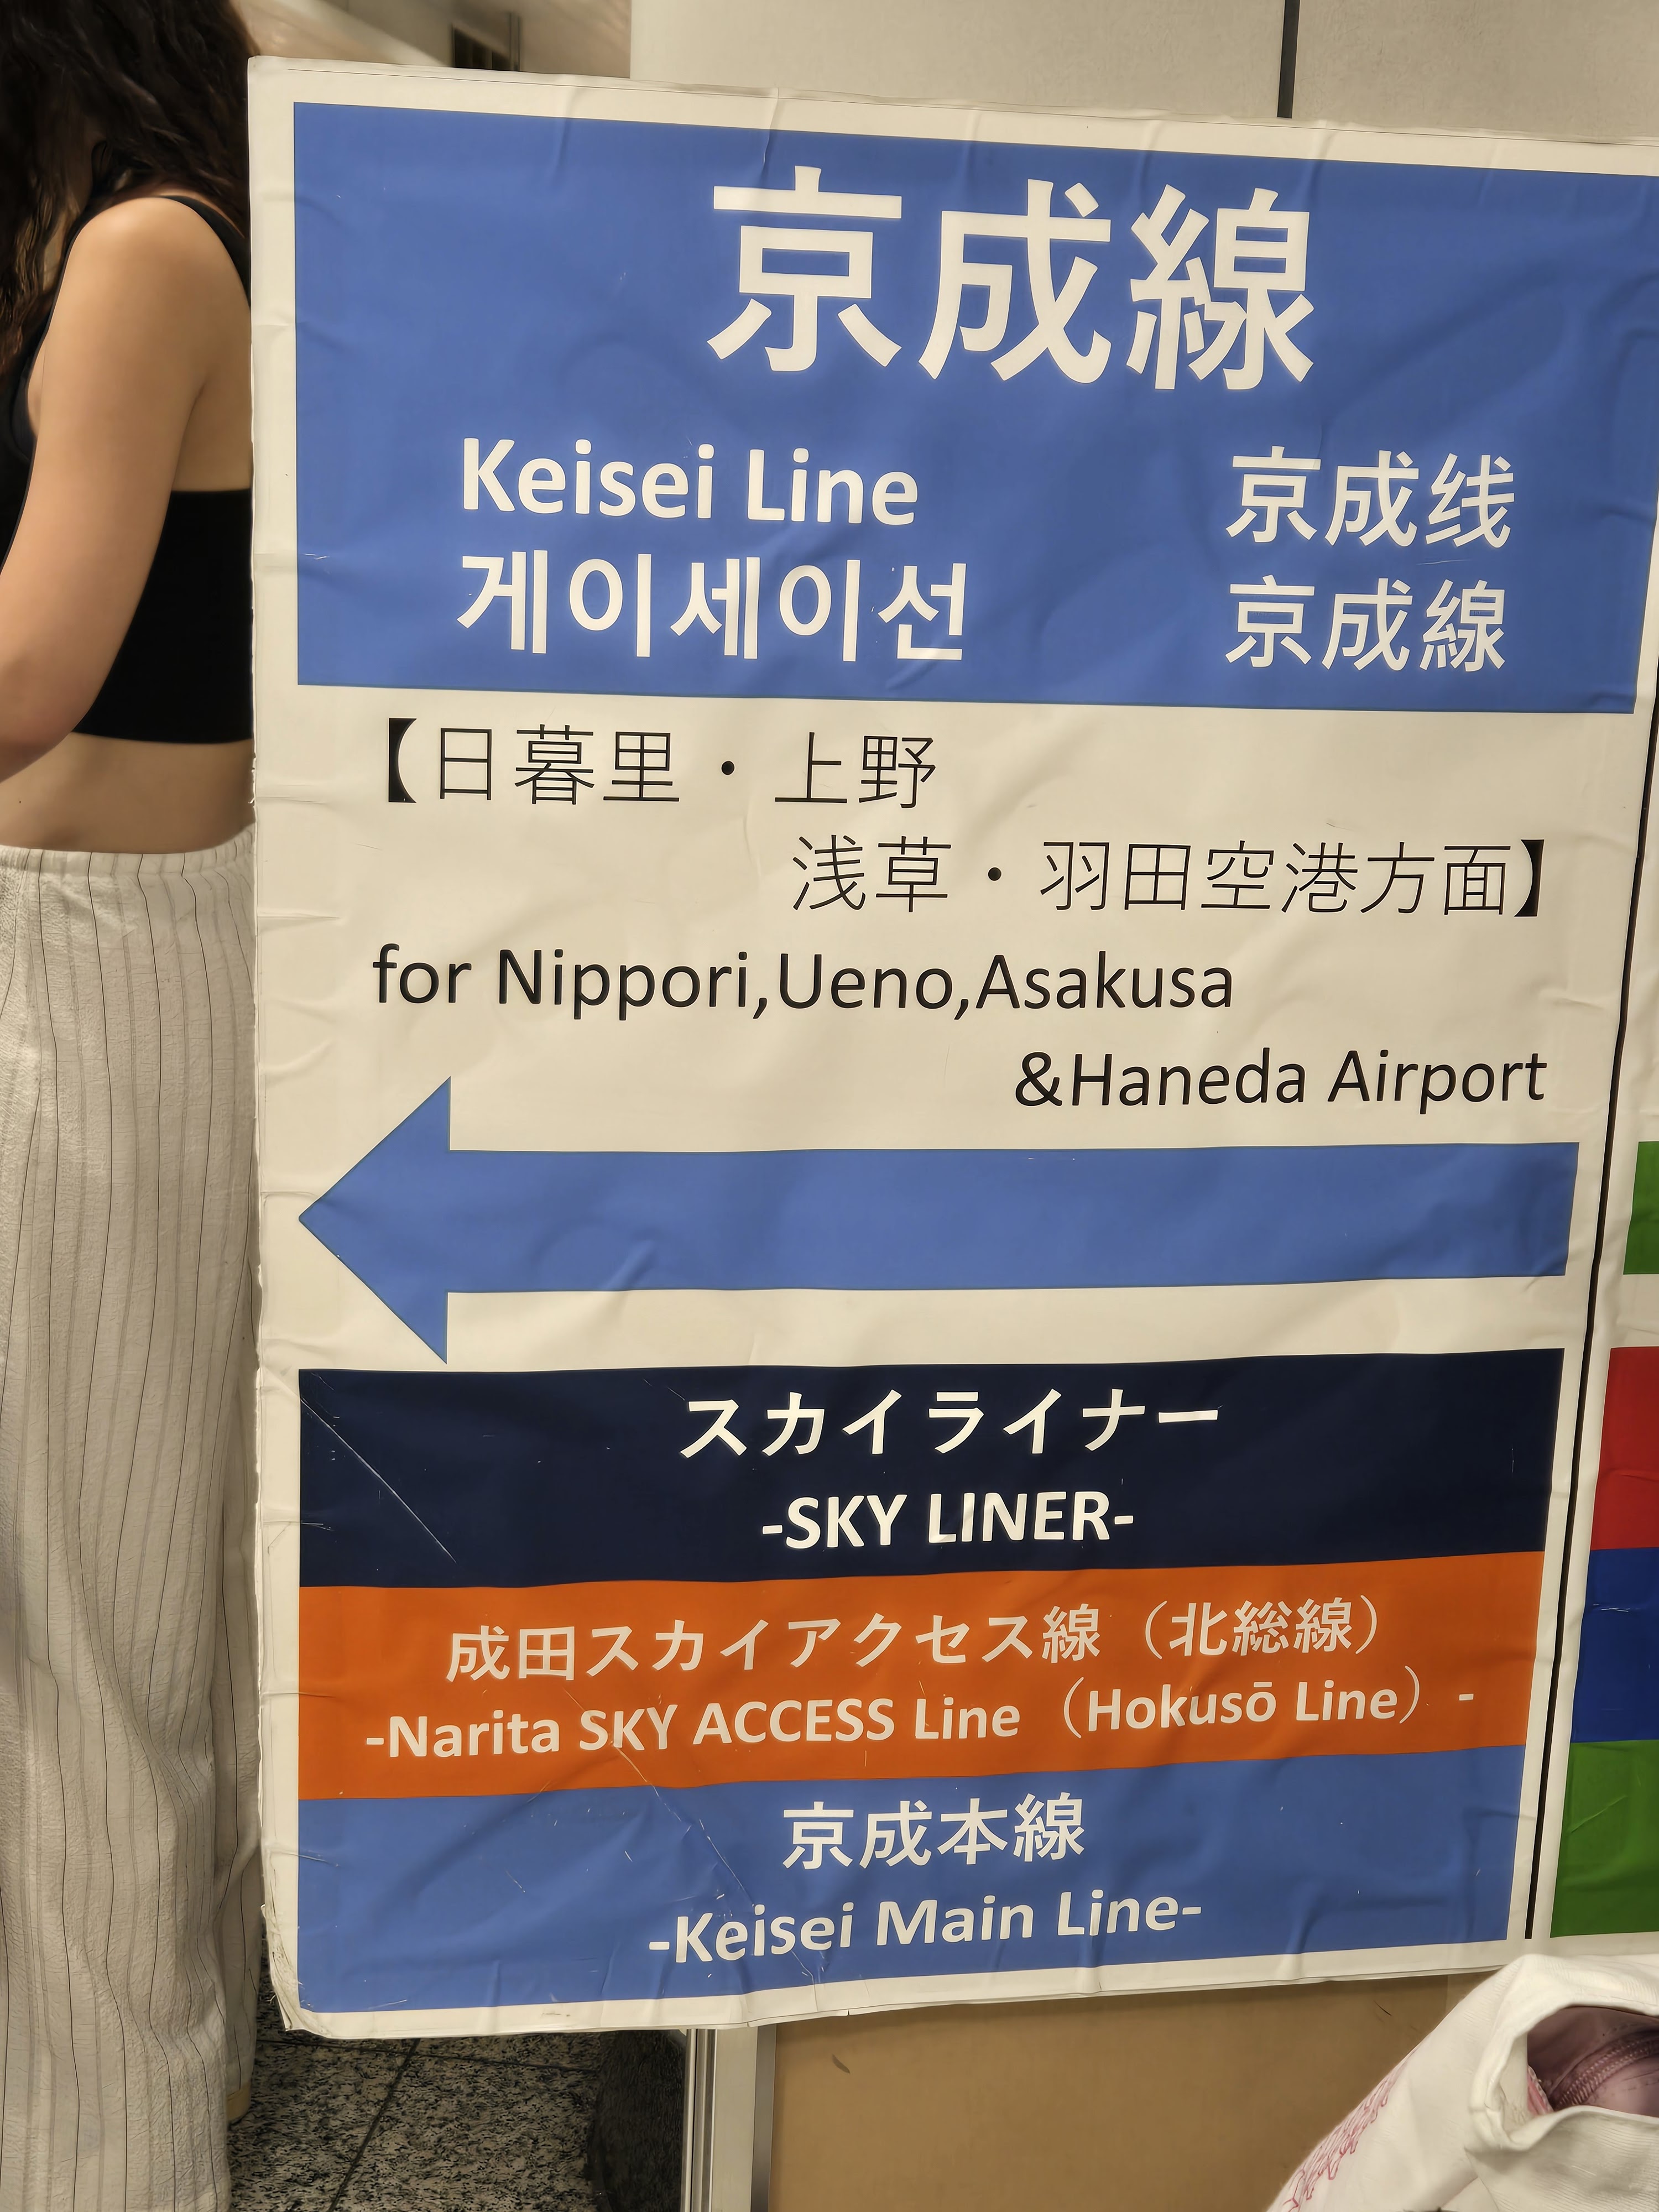 京成線
Keisei Line
京成线
게이세이선
京成線
【日暮里・上野
浅草・羽田空港方面】
for Nippori,Ueno,Asakusa
&Haneda Airport
スカイライナー
-SKY LINER-
成田スカイアクセス線（北総線）
-Narita SKY ACCESS Line（Hokusō Line）-
京成本線
-Keisei Main Line-